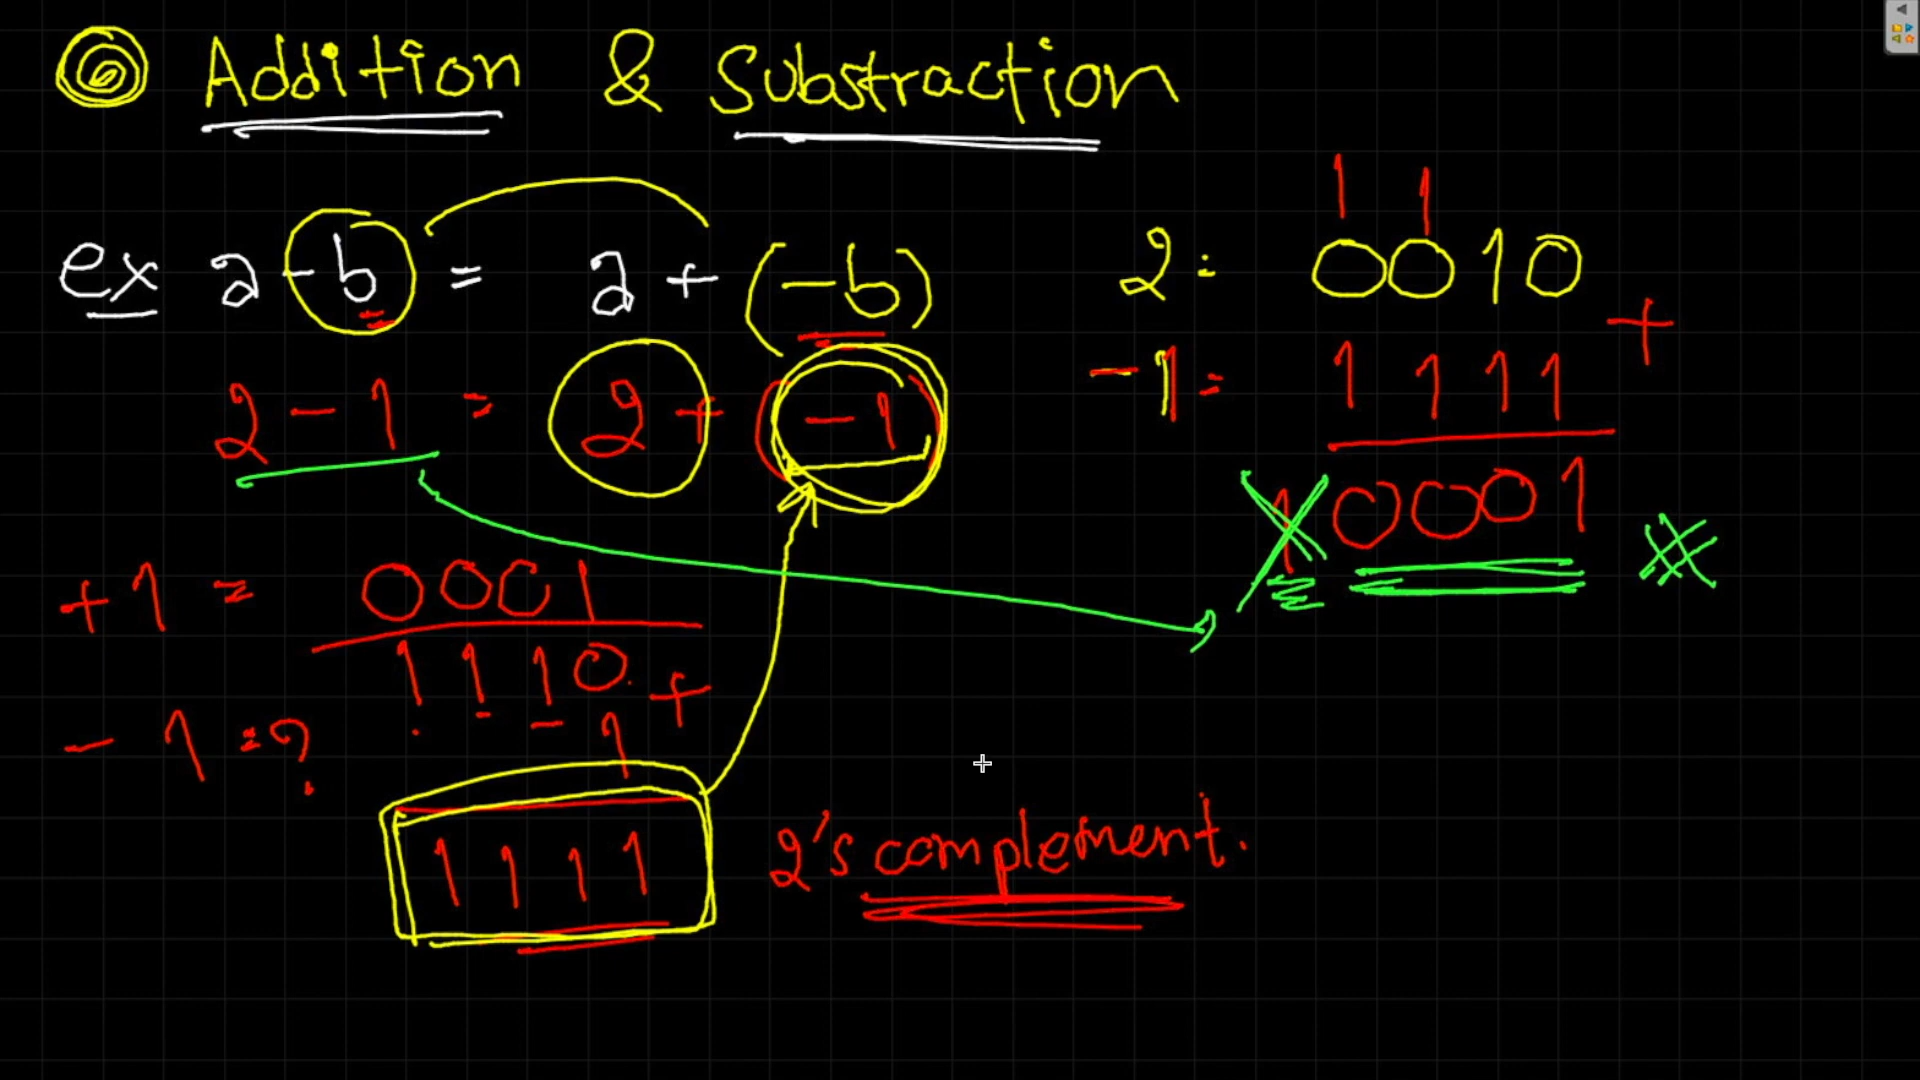 Addition & Substraction
ex a - b = a + (-b)
2 - 1 = 2 + (-1)
+1 = 0001
1110 +
1
-1 = ?
1111
2's complement.
1 1
2 = 0010
+
-1 = 1111
10001